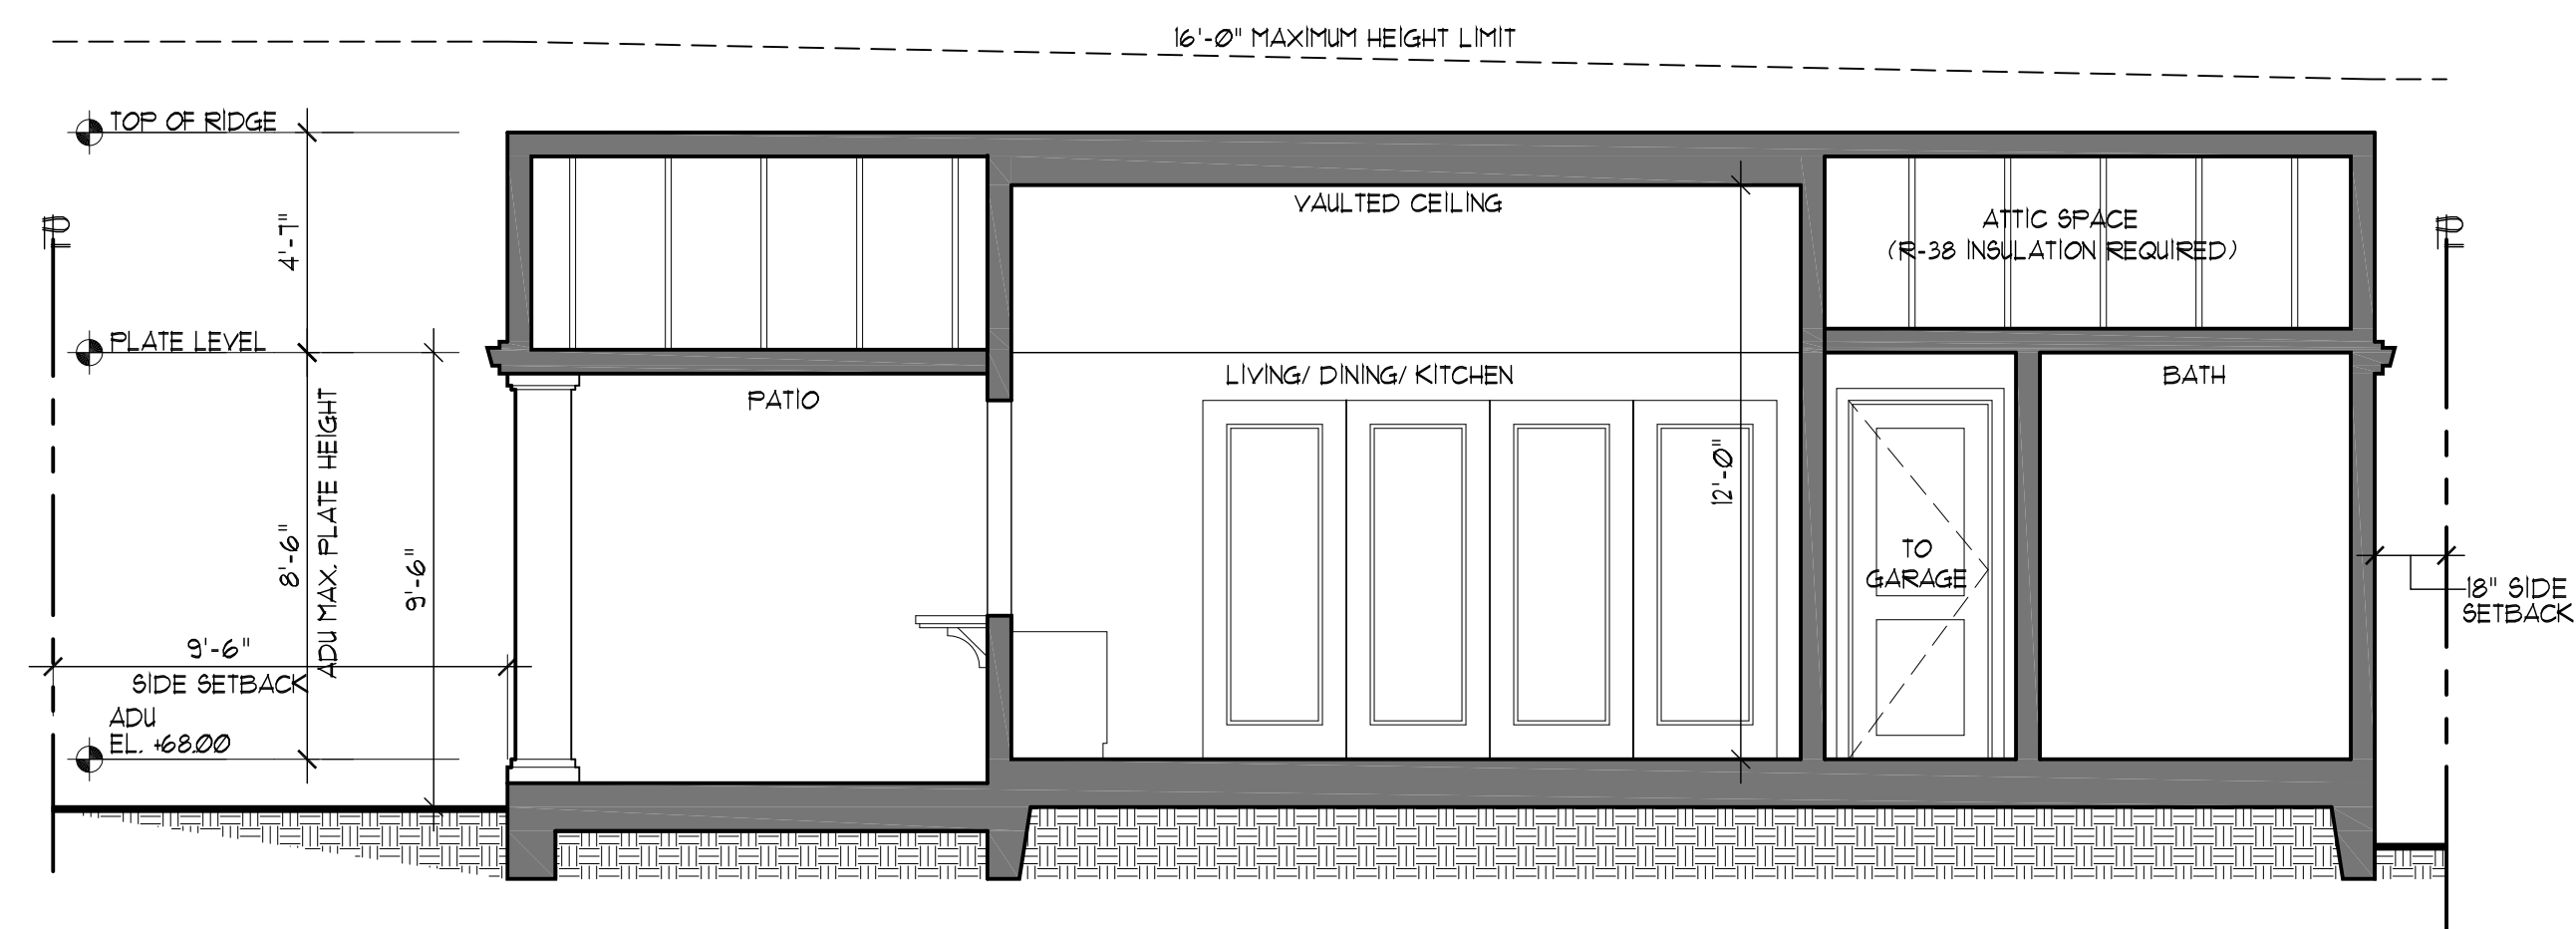 16'-0" MAXIMUM HEIGHT LIMIT
TOP OF RIDGE
4'-7"
PLATE LEVEL
8'-6"
ADU MAX. PLATE HEIGHT
9'-6"
9'-6"
SIDE SETBACK
ADU
EL. +68.00
VAULTED CEILING
ATTIC SPACE
(R-38 INSULATION REQUIRED)
PATIO
LIVING/ DINING/ KITCHEN
12'-0"
BATH
TO
GARAGE
18" SIDE
SETBACK